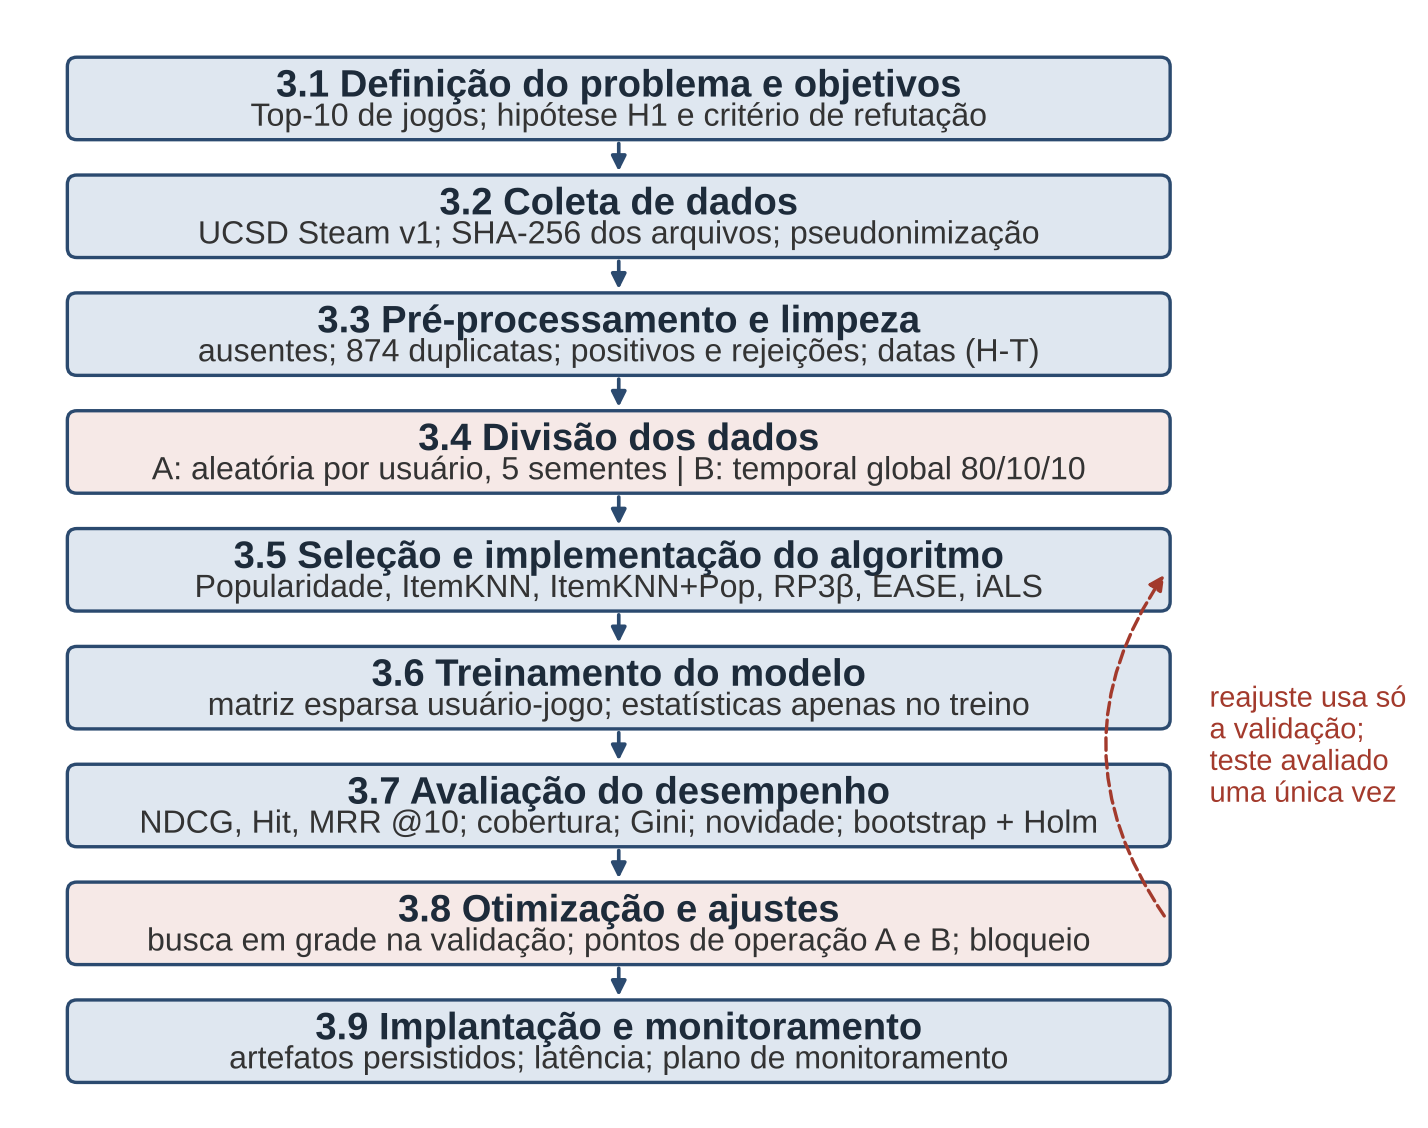 3.1 Definição do problema e objetivos
Top-10 de jogos; hipótese H1 e critério de refutação
3.2 Coleta de dados
UCSD Steam v1; SHA-256 dos arquivos; pseudonimização
3.3 Pré-processamento e limpeza
ausentes; 874 duplicatas; positivos e rejeições; datas (H-T)
3.4 Divisão dos dados
A: aleatória por usuário, 5 sementes | B: temporal global 80/10/10
3.5 Seleção e implementação do algoritmo
Popularidade, ItemKNN, ItemKNN+Pop, RP3β, EASE, iALS
3.6 Treinamento do modelo
matriz esparsa usuário-jogo; estatísticas apenas no treino
3.7 Avaliação do desempenho
NDCG, Hit, MRR @10; cobertura; Gini; novidade; bootstrap + Holm
3.8 Otimização e ajustes
busca em grade na validação; pontos de operação A e B; bloqueio
3.9 Implantação e monitoramento
artefatos persistidos; latência; plano de monitoramento
reajuste usa só
a validação;
teste avaliado
uma única vez